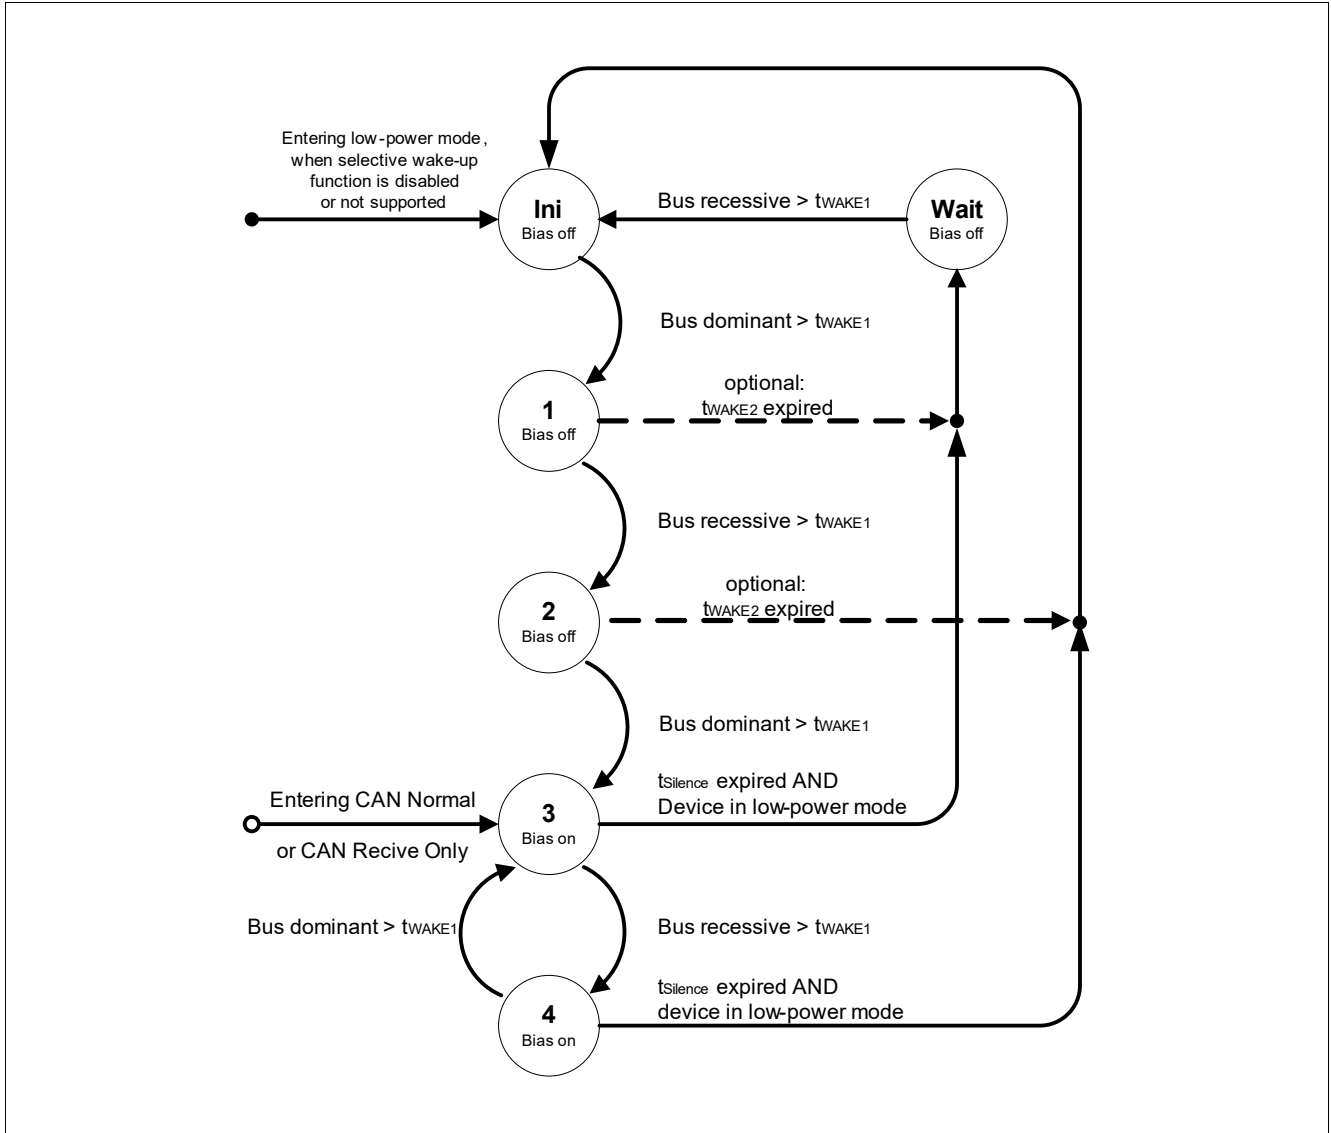 Entering low-power mode,
when selective wake-up
function is disabled
or not supported
Ini
Bias off
Bus recessive > tWAKE1
Wait
Bias off
Bus dominant > tWAKE1
1
Bias off
optional:
tWAKE2 expired
Bus recessive > tWAKE1
2
Bias off
optional:
tWAKE2 expired
Bus dominant > tWAKE1
Entering CAN Normal
or CAN Recive Only
3
Bias on
tSilence expired AND
Device in low-power mode
Bus dominant > tWAKE1
Bus recessive > tWAKE1
4
Bias on
tSilence expired AND
device in low-power mode